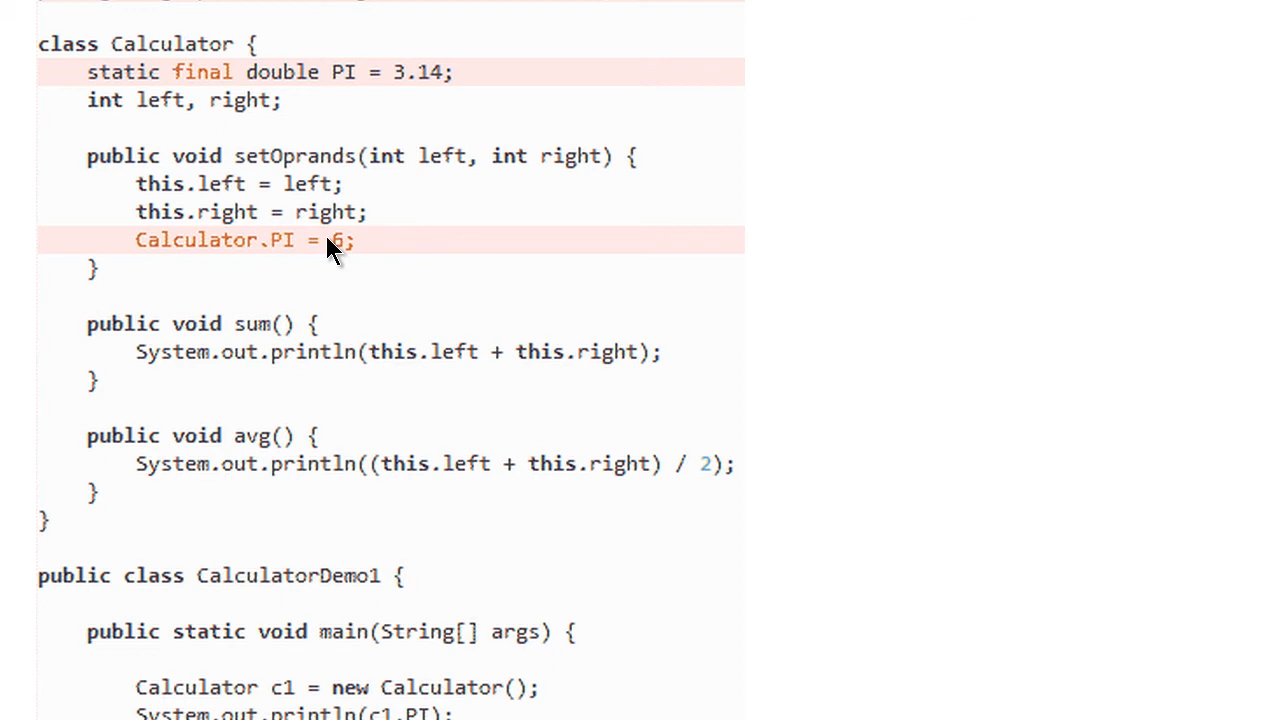 class Calculator {
    static final double PI = 3.14;
    int left, right;

    public void setOprands(int left, int right) {
        this.left = left;
        this.right = right;
        Calculator.PI = 6;
    }

    public void sum() {
        System.out.println(this.left + this.right);
    }

    public void avg() {
        System.out.println((this.left + this.right) / 2);
    }
}

public class CalculatorDemo1 {

    public static void main(String[] args) {

        Calculator c1 = new Calculator();
        System.out.println(c1.PI);